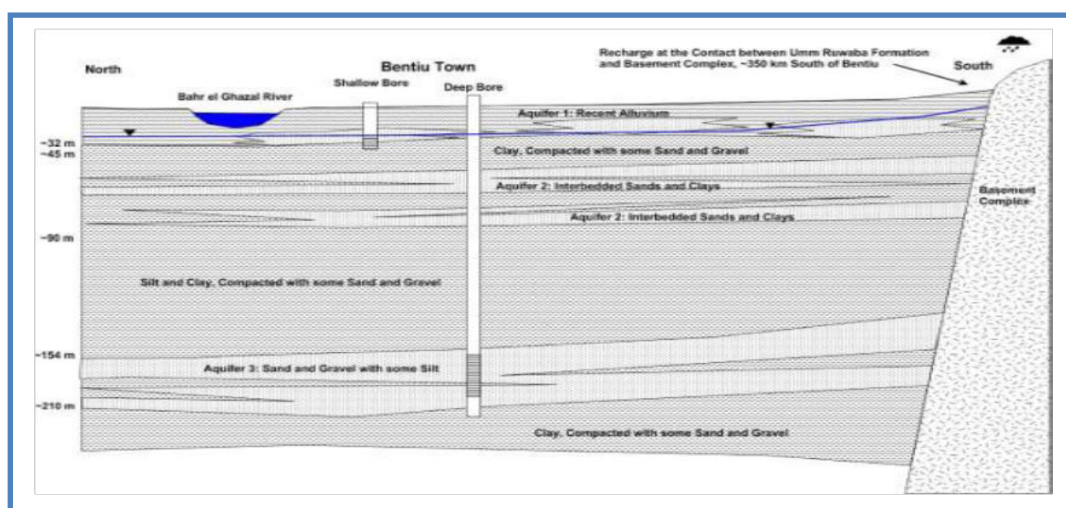 Recharge at the Contact between Umm Ruwaba Formation
and Basement Complex, ~350 km South of Bentiu
North
Bentiu Town
South
Shallow Bore
Deep Bore
Bahr el Ghazal River
Aquifer 1: Recent Alluvium
~32 m
~45 m
Clay, Compacted with some Sand and Gravel
Aquifer 2: Interbedded Sands and Clays
Basement
Complex
Aquifer 2: Interbedded Sands and Clays
~90 m
Silt and Clay, Compacted with some Sand and Gravel
~154 m
Aquifer 3: Sand and Gravel with some Silt
~210 m
Clay, Compacted with some Sand and Gravel